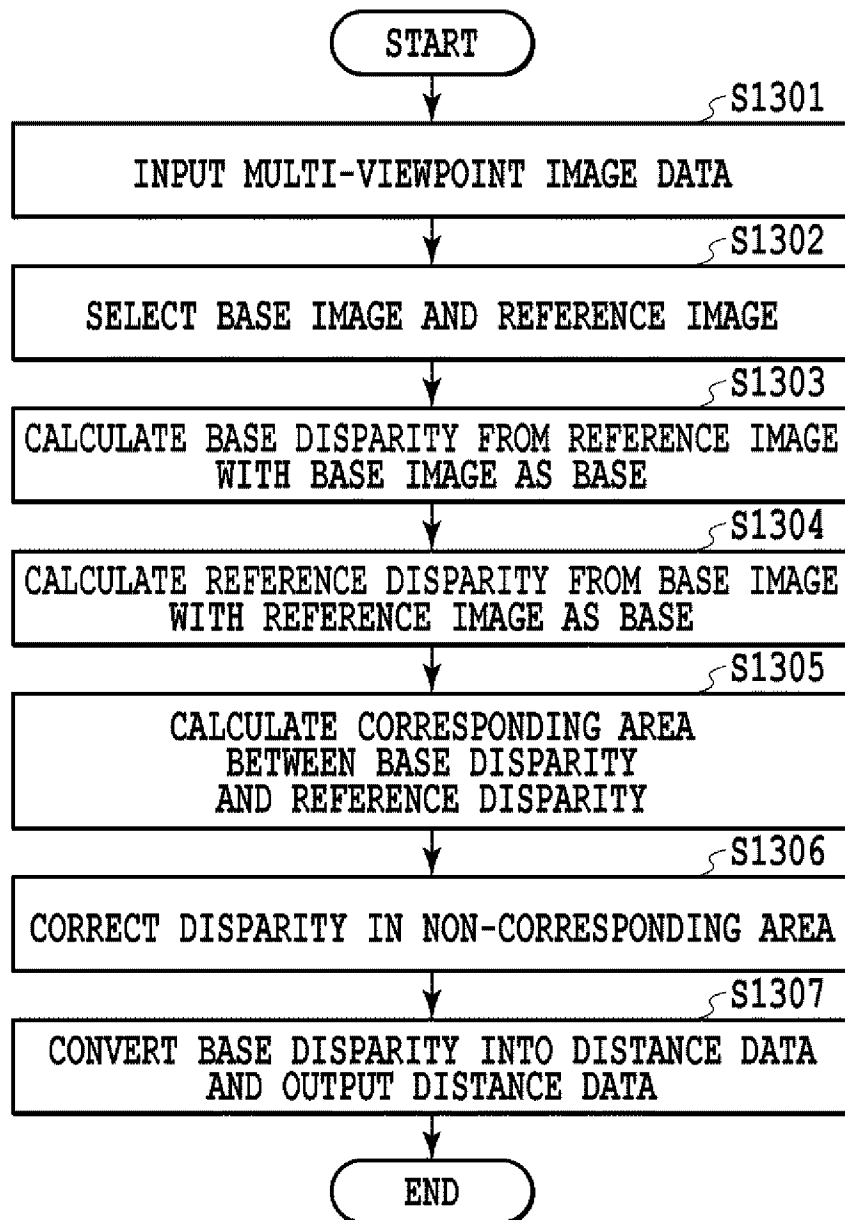 START
S1301
INPUT MULTI-VIEWPOINT IMAGE DATA
S1302
SELECT BASE IMAGE AND REFERENCE IMAGE
S1303
CALCULATE BASE DISPARITY FROM REFERENCE IMAGE
WITH BASE IMAGE AS BASE
S1304
CALCULATE REFERENCE DISPARITY FROM BASE IMAGE
WITH REFERENCE IMAGE AS BASE
S1305
CALCULATE CORRESPONDING AREA
BETWEEN BASE DISPARITY
AND REFERENCE DISPARITY
S1306
CORRECT DISPARITY IN NON-CORRESPONDING AREA
S1307
CONVERT BASE DISPARITY INTO DISTANCE DATA
AND OUTPUT DISTANCE DATA
END